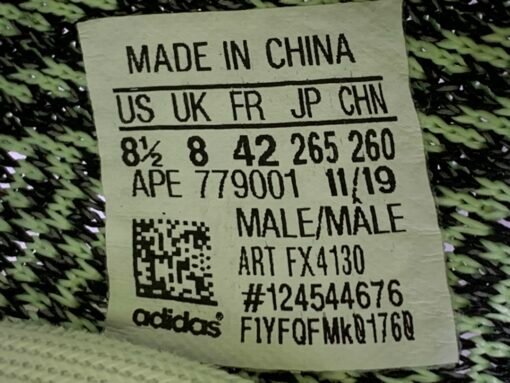 MADE IN CHINA
US UK FR JP CHN
8½ 8 42 265 260
APE 779001 11/19
MALE/MÂLE
ART FX4130
#124544676
adidas® F1YFQFMk01760